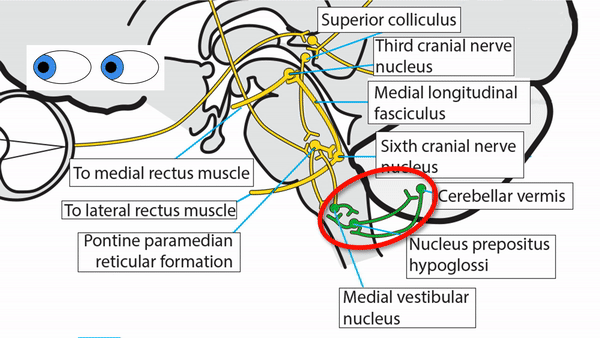 Superior colliculus
Third cranial nerve
nucleus
Medial longitudinal
fasciculus
Sixth cranial nerve
nucleus
To medial rectus muscle
Cerebellar vermis
To lateral rectus muscle
Pontine paramedian
reticular formation
Nucleus prepositus
hypoglossi
Medial vestibular
nucleus